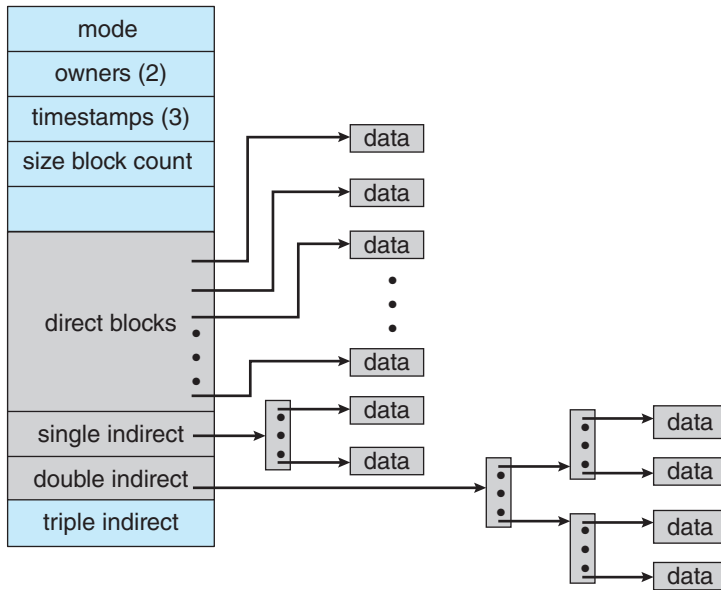 mode
owners (2)
timestamps (3)
size block count
direct blocks
single indirect
double indirect
triple indirect
data
data
data
data
data
data
data
data
data
data